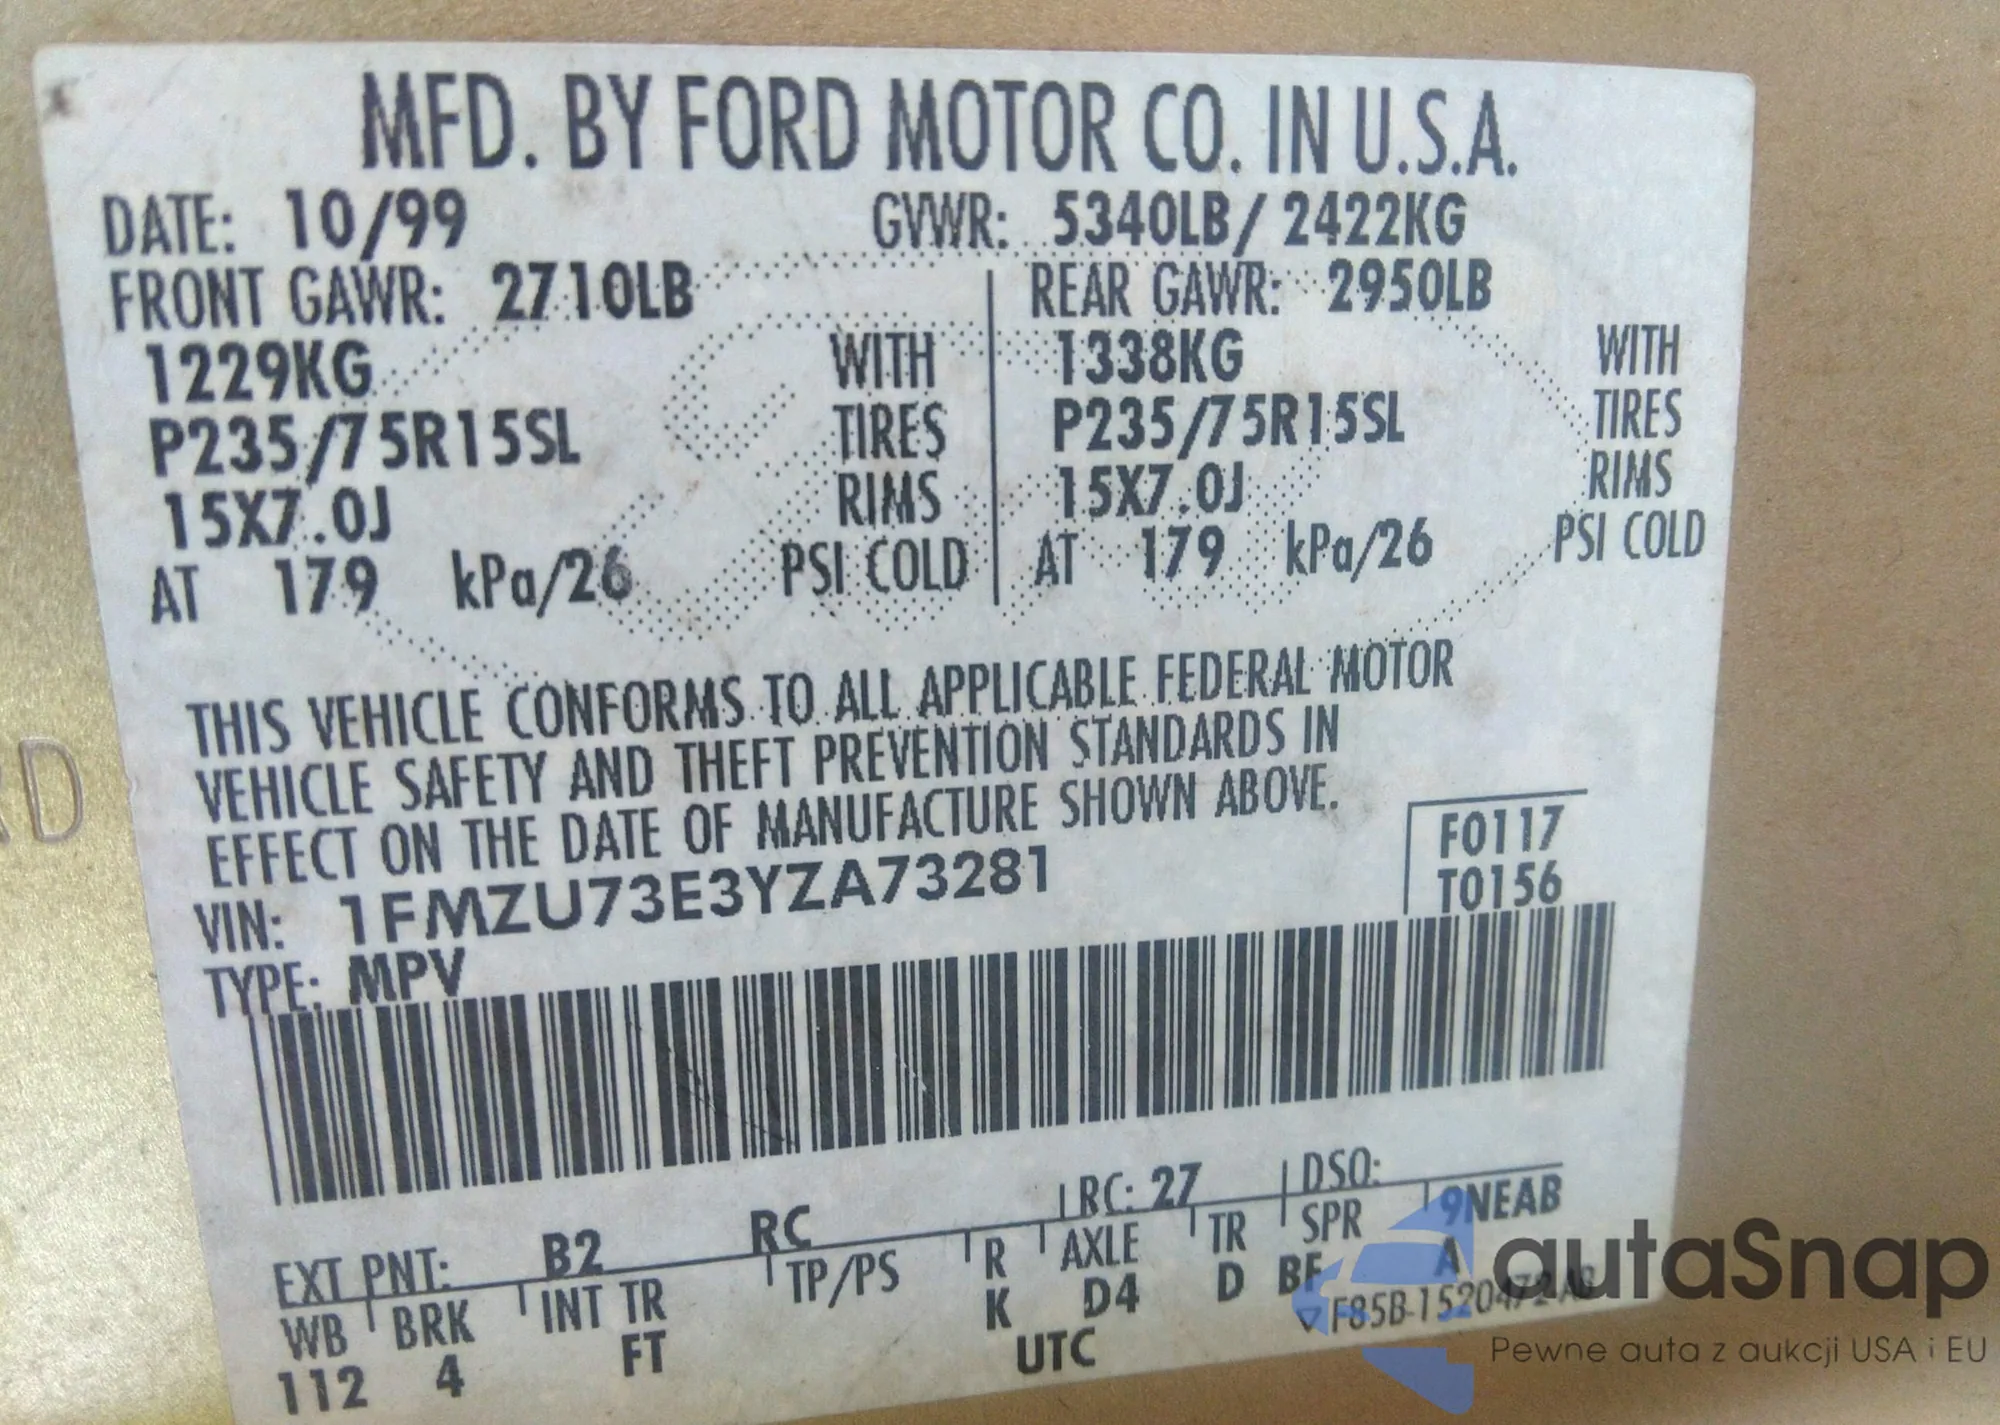 MFD. BY FORD MOTOR CO. IN U.S.A.
DATE: 10/99 GVWR: 5340LB/ 2422KG
FRONT GAWR: 2710LB REAR GAWR: 2950LB
1229KG WITH 1338KG WITH
P235/75R15SL TIRES P235/75R15SL TIRES
15X7.0J RIMS 15X7.0J RIMS
AT 179 kPa/26 PSI COLD AT 179 kPa/26 PSI COLD
THIS VEHICLE CONFORMS TO ALL APPLICABLE FEDERAL MOTOR
VEHICLE SAFETY AND THEFT PREVENTION STANDARDS IN
EFFECT ON THE DATE OF MANUFACTURE SHOWN ABOVE.
F0117
T0156
VIN: 1FMZU73E3YZA73281
TYPE: MPV
EXT PNT: B2 RC RC: 27 DSO:
WB BRK INT TR TP/PS R AXLE TR SPR 9NEAB
112 4 FT K D4 D BF A
UTC
F85B-1520472-AB
autaSnap
Pewne auta z aukcji USA i EU